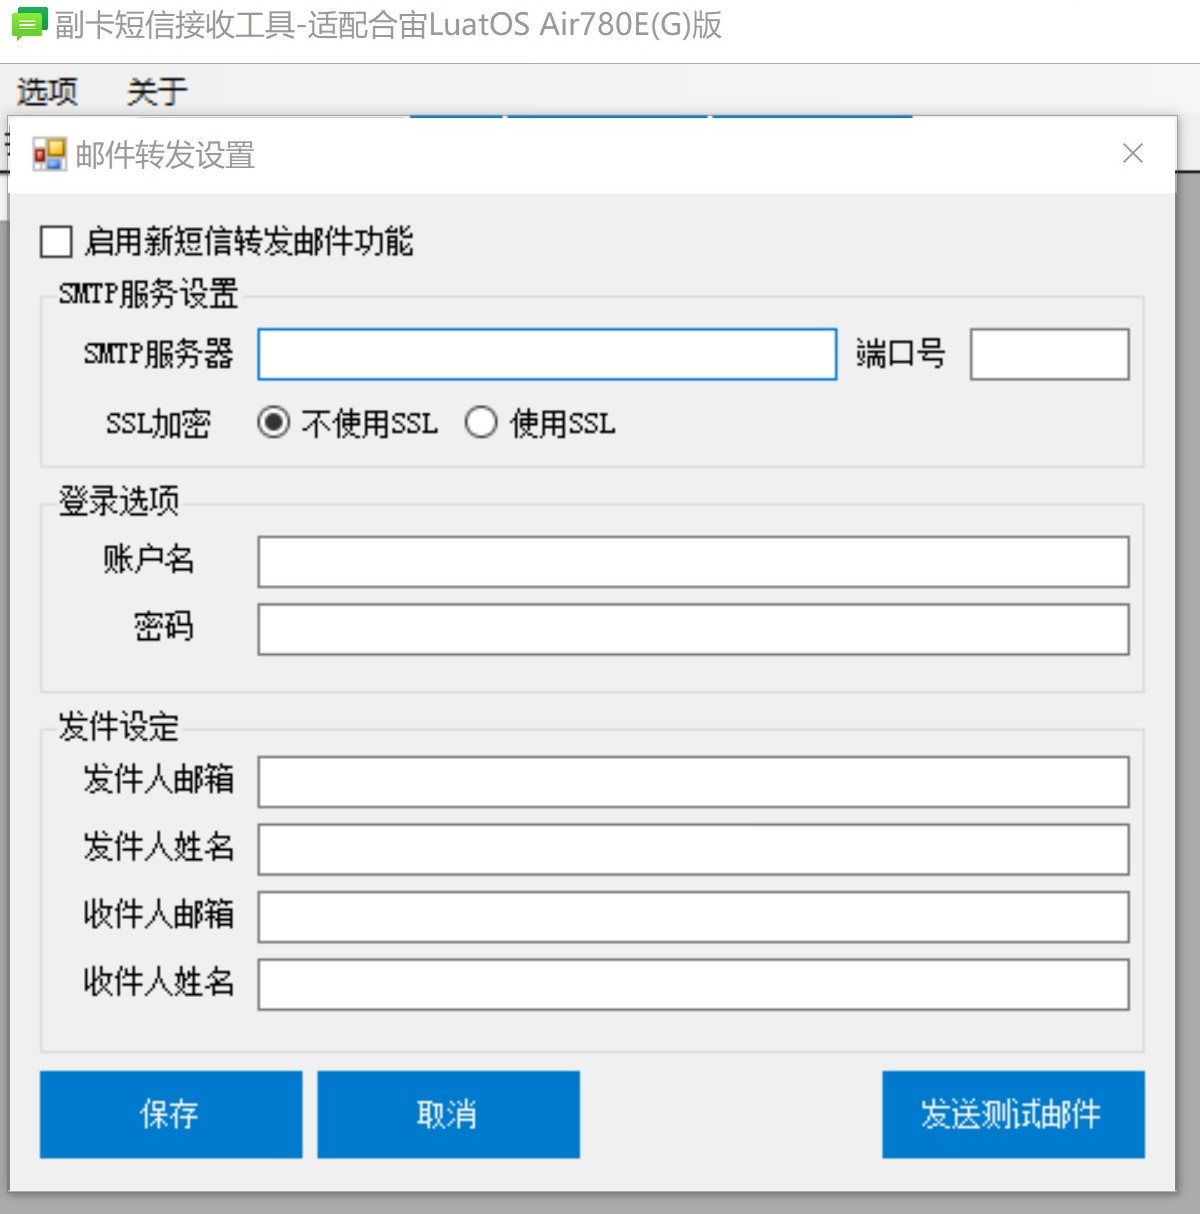 副卡短信接收工具-适配合宙LuatOS Air780E(G)版
选项 关于
邮件转发设置
启用新短信转发邮件功能
SMTP服务设置
SMTP服务器 端口号
SSL加密 不使用SSL 使用SSL
登录选项
账户名
密码
发件设定
发件人邮箱
发件人姓名
收件人邮箱
收件人姓名
保存 取消 发送测试邮件